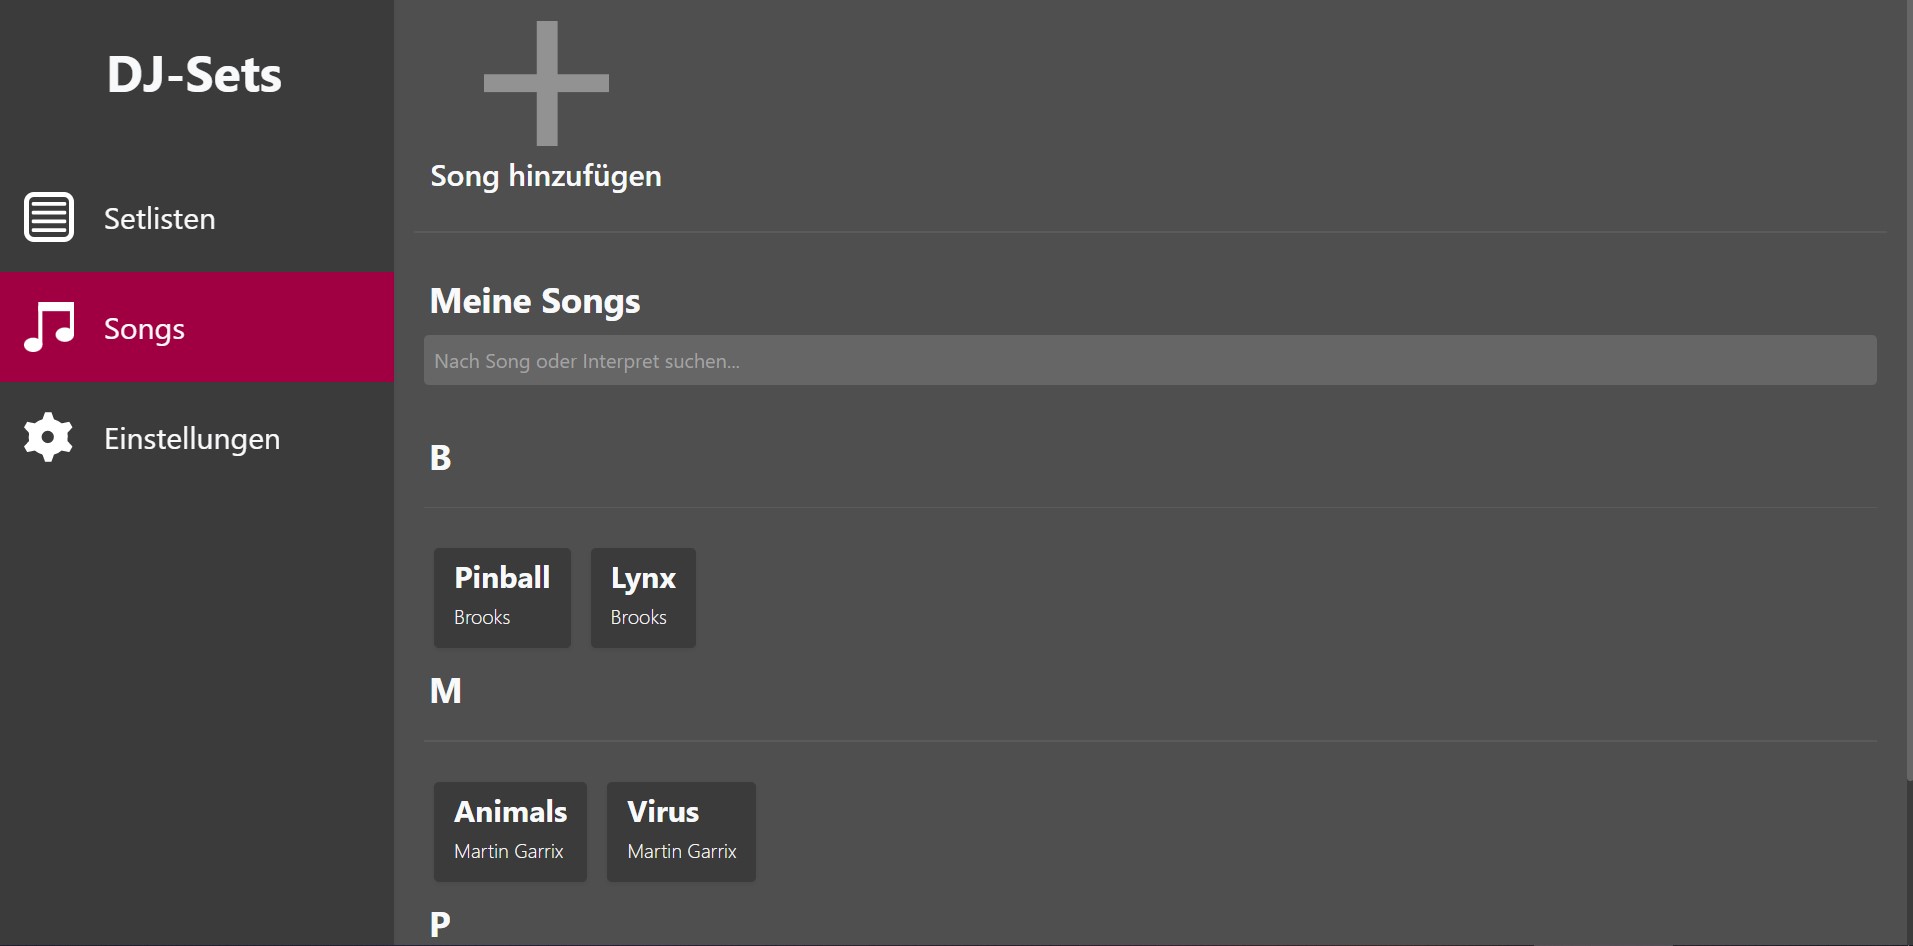 DJ-Sets
Setlisten
Songs
Einstellungen
Song hinzufügen
Meine Songs
Nach Song oder Interpret suchen...
B
Pinball
Brooks
Lynx
Brooks
M
Animals
Martin Garrix
Virus
Martin Garrix
P